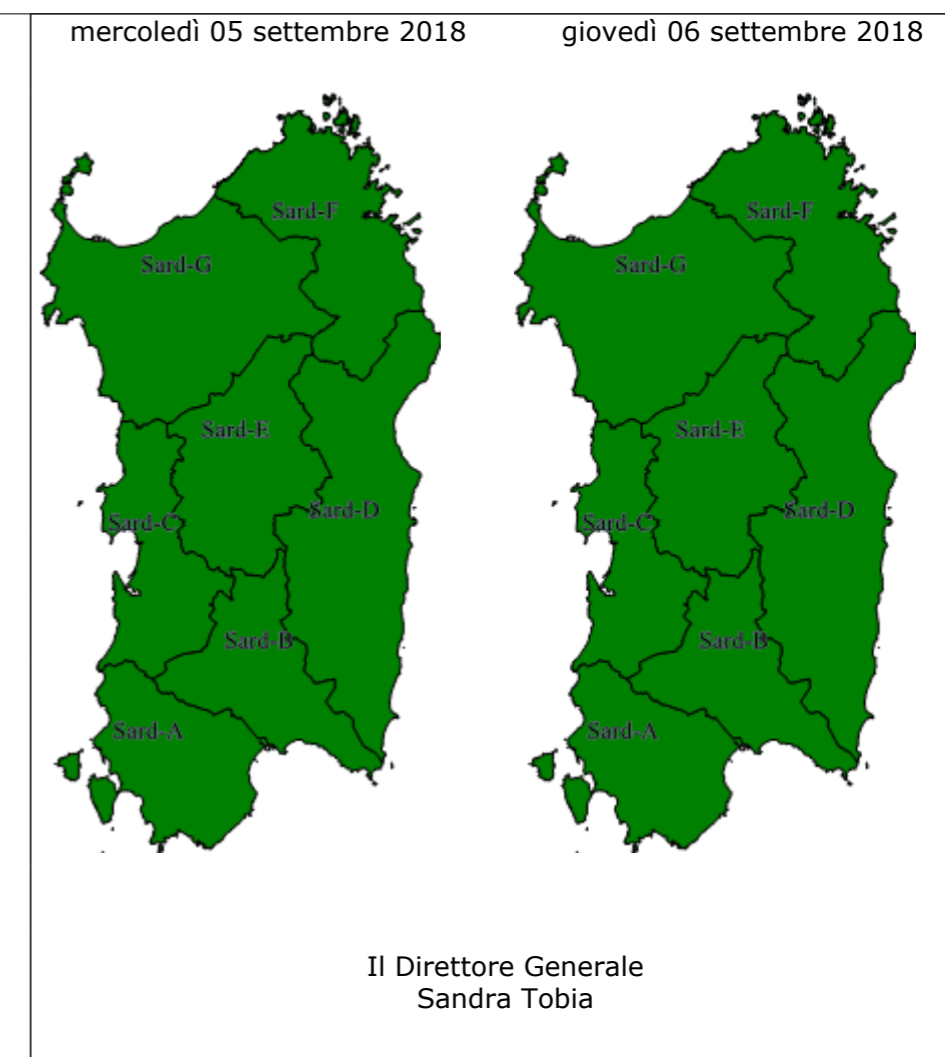 mercoledì 05 settembre 2018
giovedì 06 settembre 2018
Sard-F
Sard-G
Sard-E
Sard-D
Sard-C
Sard-B
Sard-A
Sard-F
Sard-G
Sard-E
Sard-D
Sard-C
Sard-B
Sard-A
Il Direttore Generale
Sandra Tobia